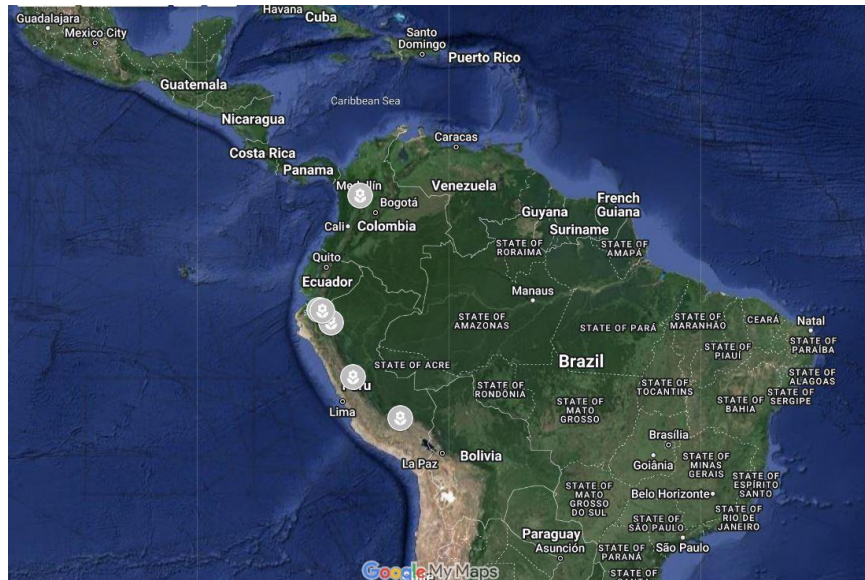 Havana
Guadalajara
Cuba
Mexico City
Santo
Domingo
Puerto Rico
Guatemala
Caribbean Sea
Nicaragua
Costa Rica
Caracas
Panama
Medellín
Venezuela
Bogotá
French
Guiana
Guyana
Cali
Colombia
Suriname
STATE OF
RORAIMA
STATE OF
AMAPÁ
Quito
Ecuador
Manaus
STATE OF
AMAZONAS
STATE OF PARÁ
STATE OF
MARANHÃO
CEARÁ
Natal
STATE OF
PARAÍBA
STATE OF
PIAUÍ
STATE OF ACRE
Brazil
STATE OF
ALAGOAS
STATE OF
RONDÔNIA
STATE OF
TOCANTINS
STATE OF
SERGIPE
STATE OF
BAHIA
Peru
Lima
STATE OF
MATO
GROSSO
Brasília
Goiânia
La Paz
Bolivia
STATE OF
MINAS
GERAIS
STATE OF
ESPÍRITO
SANTO
STATE OF
MATO
GROSSO
DO SUL
Belo Horizonte
STATE OF
RIO DE
JANEIRO
STATE OF
SÃO PAULO
Paraguay
Asunción
STATE OF
PARANÁ
São Paulo
Google My Maps
STATE OF